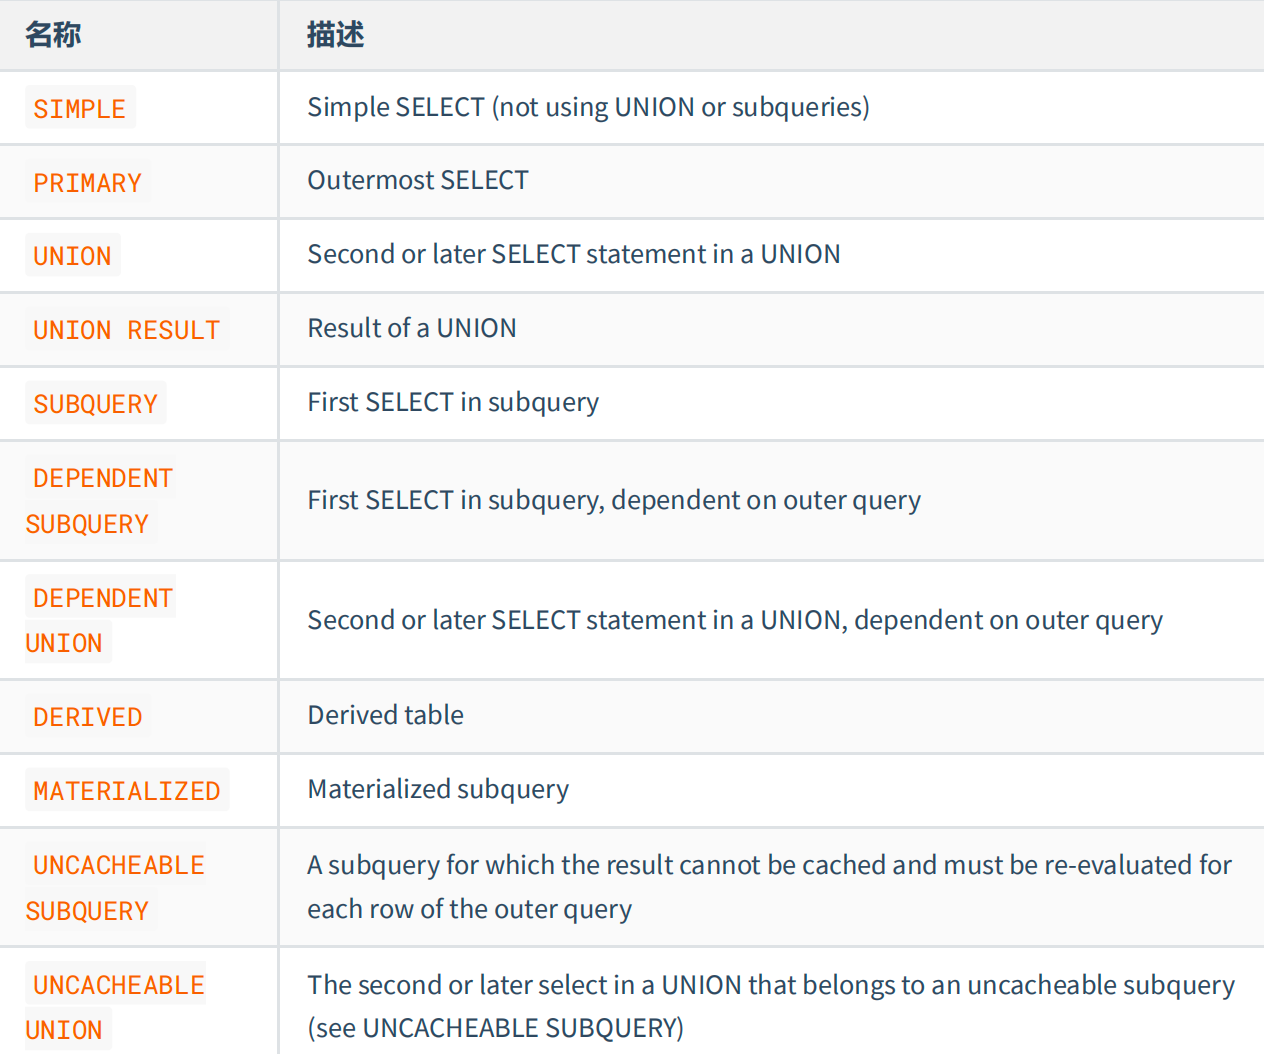 名称
描述
SIMPLE
Simple SELECT (not using UNION or subqueries)
PRIMARY
Outermost SELECT
UNION
Second or later SELECT statement in a UNION
UNION RESULT
Result of a UNION
SUBQUERY
First SELECT in subquery
DEPENDENT
SUBQUERY
First SELECT in subquery, dependent on outer query
DEPENDENT
UNION
Second or later SELECT statement in a UNION, dependent on outer query
DERIVED
Derived table
MATERIALIZED
Materialized subquery
UNCACHEABLE
SUBQUERY
A subquery for which the result cannot be cached and must be re-evaluated for
each row of the outer query
UNCACHEABLE
UNION
The second or later select in a UNION that belongs to an uncacheable subquery
(see UNCACHEABLE SUBQUERY)